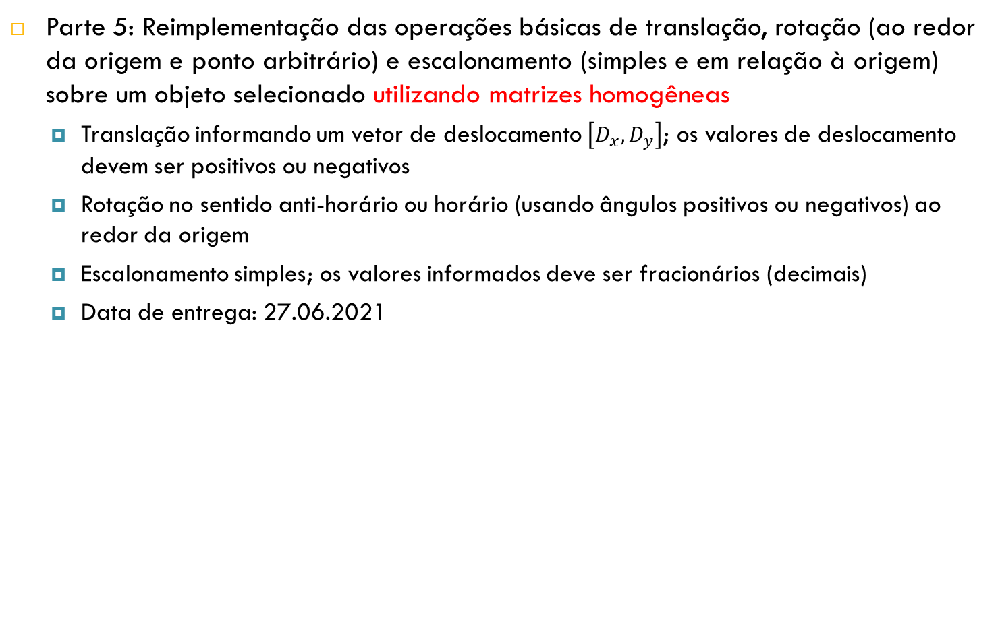 Parte 5: Reimplementação das operações básicas de translação, rotação (ao redor
da origem e ponto arbitrário) e escalonamento (simples e em relação à origem)
sobre um objeto selecionado utilizando matrizes homogêneas
Translação informando um vetor de deslocamento [Dx, Dy]; os valores de deslocamento
devem ser positivos ou negativos
Rotação no sentido anti-horário ou horário (usando ângulos positivos ou negativos) ao
redor da origem
Escalonamento simples; os valores informados deve ser fracionários (decimais)
Data de entrega: 27.06.2021